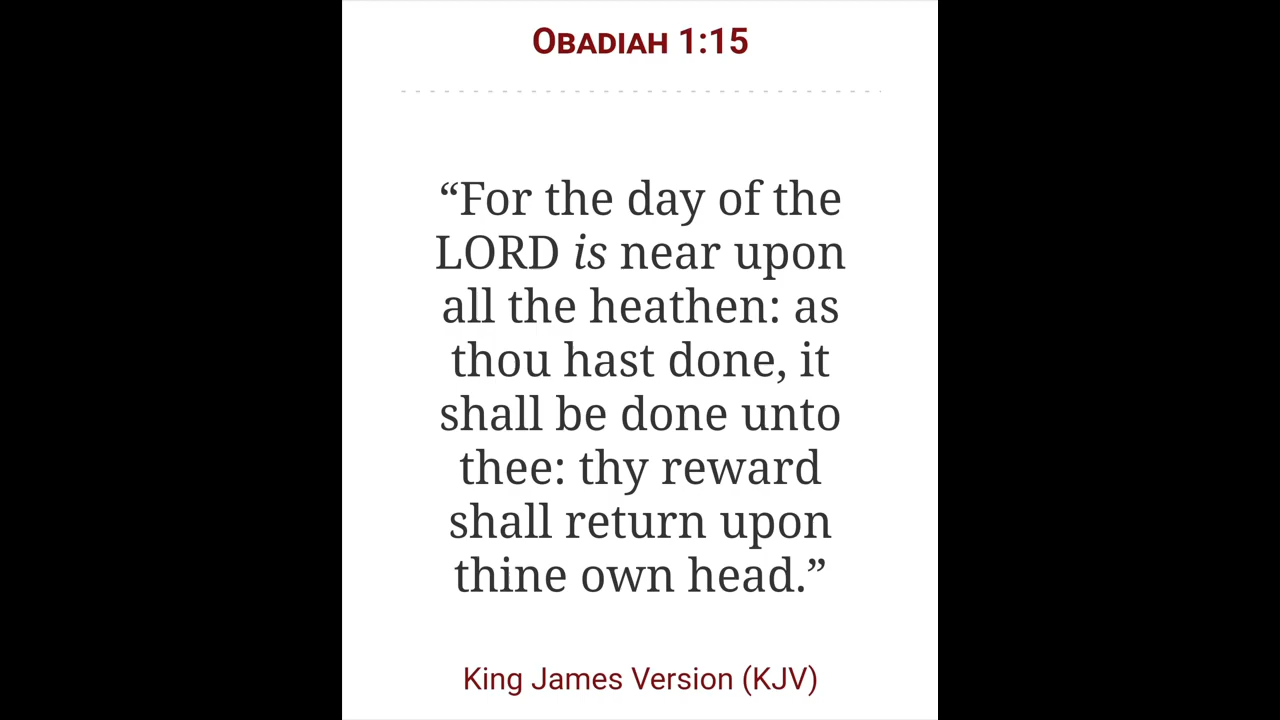 Obadiah 1:15
“For the day of the
LORD is near upon
all the heathen: as
thou hast done, it
shall be done unto
thee: thy reward
shall return upon
thine own head.”
King James Version (KJV)